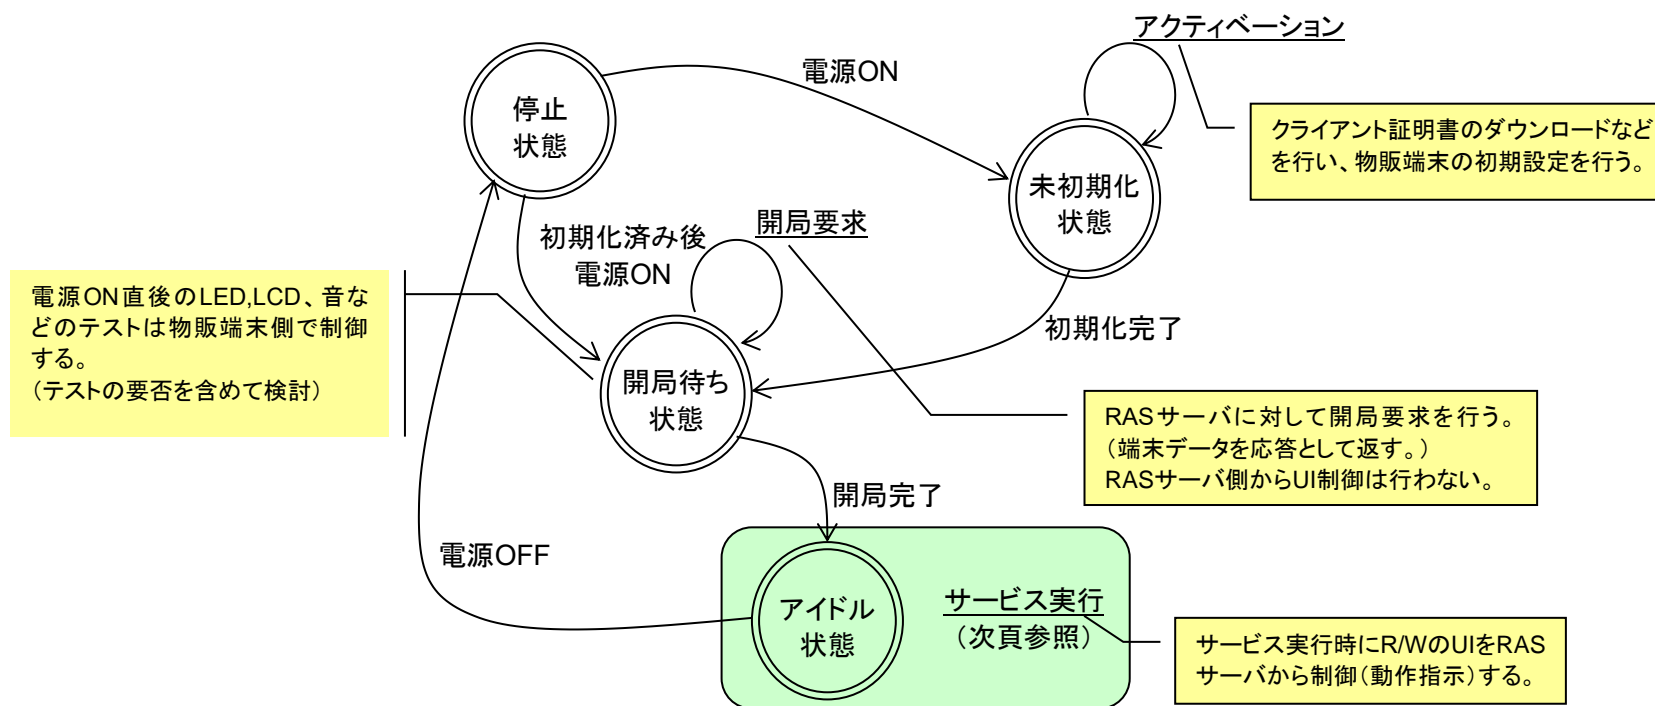 アクティベーション
電源ON
停止
状態
クライアント証明書のダウンロードなど
を行い、物販端末の初期設定を行う。
未初期化
状態
開局要求
初期化済み後
電源ON
電源ON直後のLED,LCD、音な
どのテストは物販端末側で制御
する。
（テストの要否を含めて検討）
初期化完了
開局待ち
状態
RASサーバに対して開局要求を行う。
（端末データを応答として返す。）
RASサーバ側からUI制御は行わない。
開局完了
電源OFF
アイドル
状態
サービス実行
（次頁参照）
サービス実行時にR/WのUIをRAS
サーバから制御（動作指示）する。